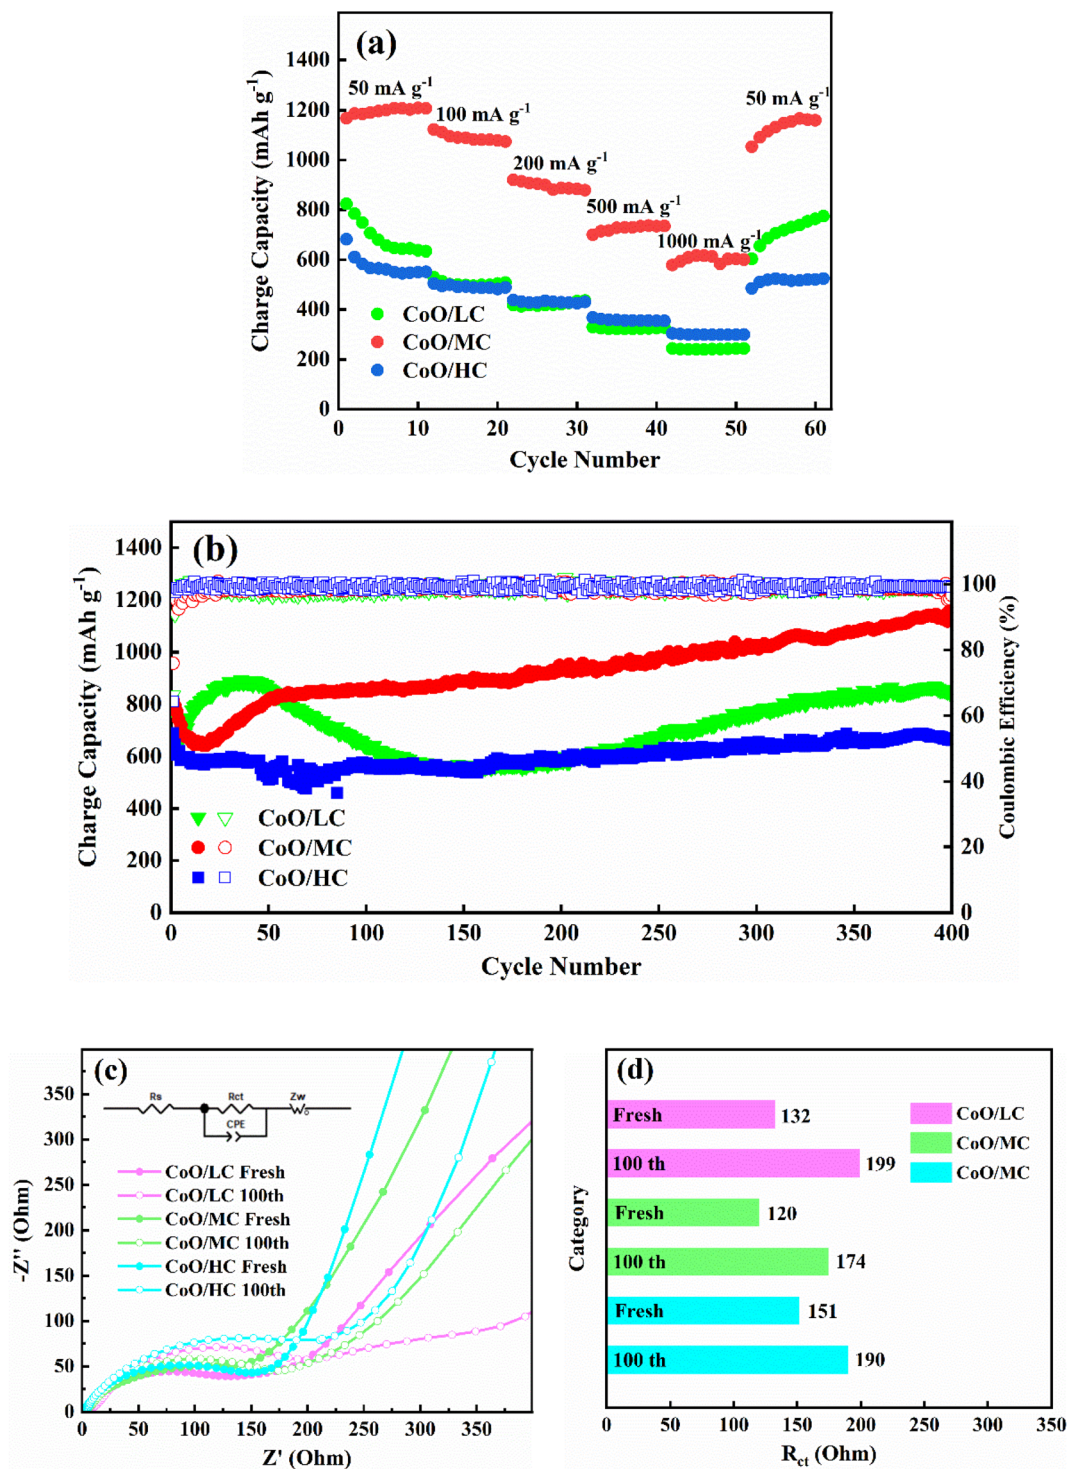 (a)
1400
1200
1000
800
600
400
200
0
Charge Capacity (mAh g-1)
50 mA g-1
100 mA g-1
200 mA g-1
500 mA g-1
1000 mA g-1
50 mA g-1
CoO/LC
CoO/MC
CoO/HC
0 10 20 30 40 50 60
Cycle Number
(b)
1400
1200
1000
800
600
400
200
0
Charge Capacity (mAh g-1)
100
80
60
40
20
0
Coulombic Efficiency (%)
CoO/LC
CoO/MC
CoO/HC
0 50 100 150 200 250 300 350 400
Cycle Number
(c)
350
300
250
200
150
100
50
0
-Z'' (Ohm)
Rs Rct Zw
CPE
CoO/LC Fresh
CoO/LC 100th
CoO/MC Fresh
CoO/MC 100th
CoO/HC Fresh
CoO/HC 100th
0 50 100 150 200 250 300 350
Z' (Ohm)
(d)
Category
Fresh 132
100 th 199
Fresh 120
100 th 174
Fresh 151
100 th 190
CoO/LC
CoO/MC
CoO/MC
0 50 100 150 200 250 300 350
Rct (Ohm)